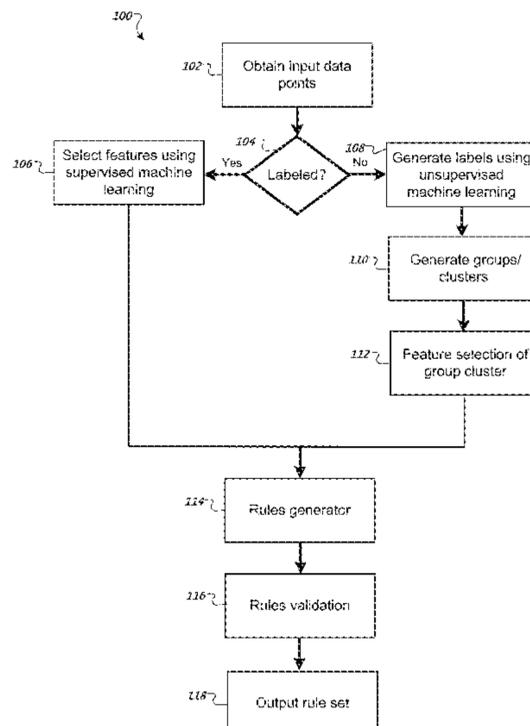 100
102
Obtain input data
points
104
106
Select features using
supervised machine
learning
Yes
Labeled?
No
108
Generate labels using
unsupervised
machine learning
110
Generate groups/
clusters
112
Feature selection of
group cluster
114
Rules generator
116
Rules validation
118
Output rule set